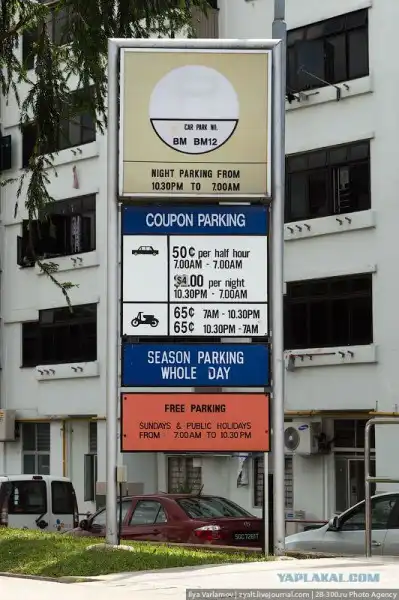 CAR PARK No.
BM BM12
NIGHT PARKING FROM
10.30PM TO 7.00AM
COUPON PARKING
50¢ per half hour
7.00AM - 7.00AM
$4.00 per night
10.30PM - 7.00AM
65¢ 7AM - 10.30PM
65¢ 10.30PM - 7AM
SEASON PARKING
WHOLE DAY
FREE PARKING
SUNDAYS & PUBLIC HOLIDAYS
FROM 7.00AM TO 10.30PM
YAPLAKAL.COM
Ilya Varlamov | zyalt.livejournal.com | 28-300.ru Photo Agency